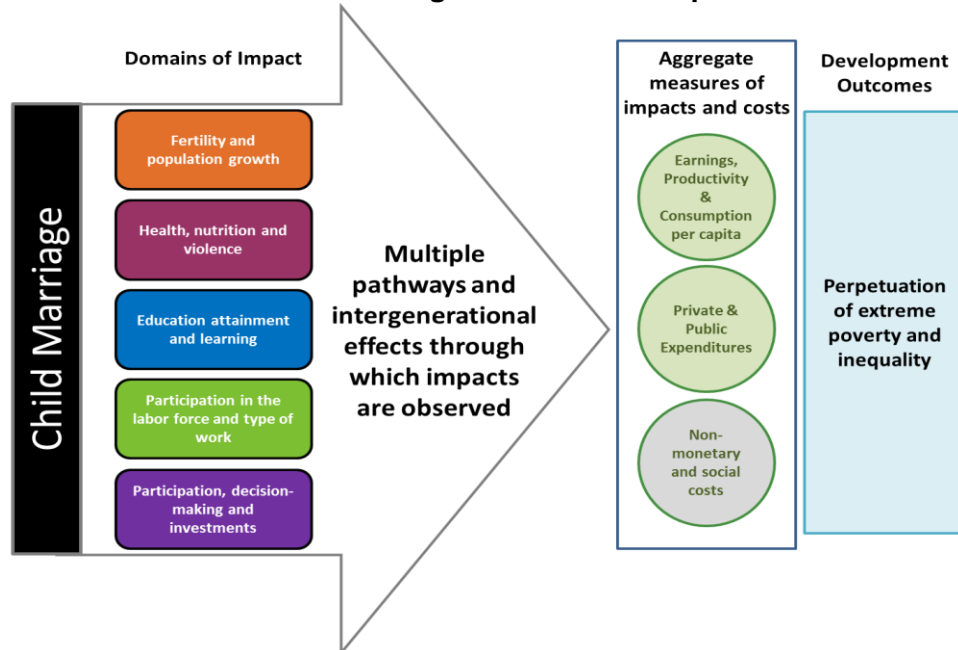 Domains of Impact
Child Marriage
Fertility and
population growth
Health, nutrition and
violence
Education attainment
and learning
Participation in the
labor force and type of
work
Participation, decision-
making and
investments
Multiple
pathways and
intergenerational
effects through
which impacts
are observed
Aggregate
measures of
impacts and costs
Earnings,
Productivity
&
Consumption
per capita
Private &
Public
Expenditures
Non-
monetary
and social
costs
Development
Outcomes
Perpetuation
of extreme
poverty and
inequality